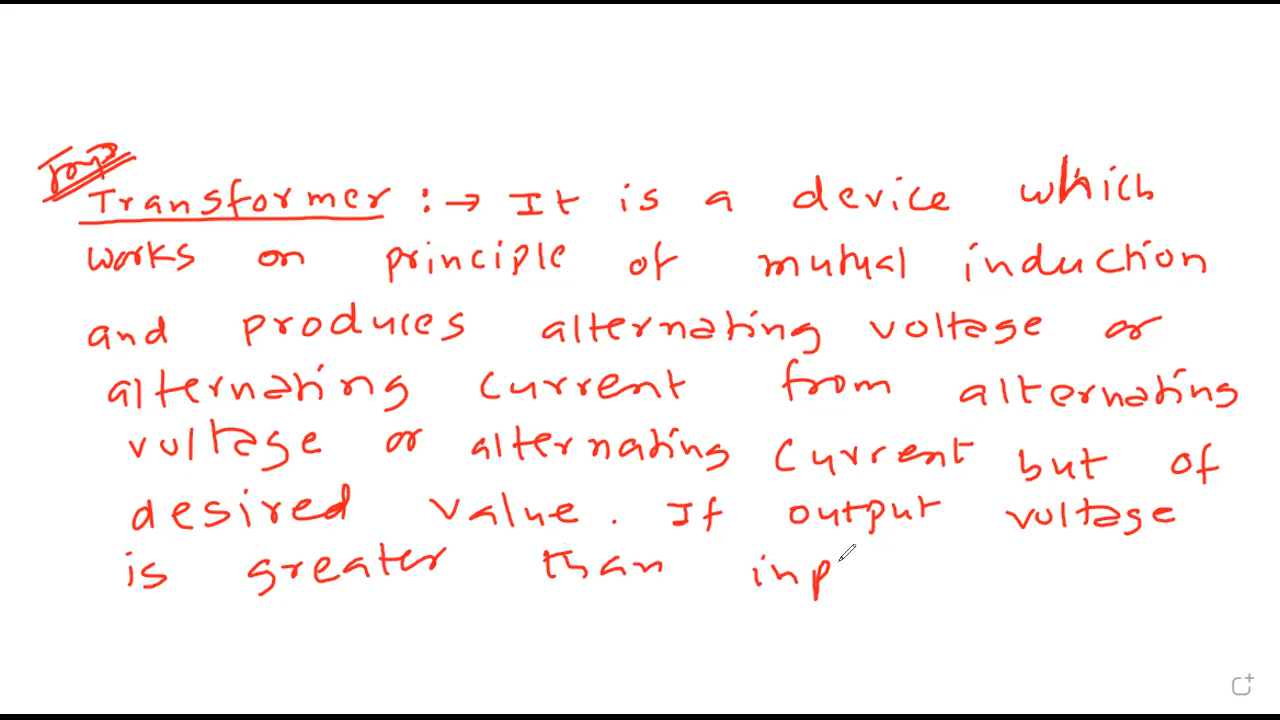 Transformer :→ It is a device which
works on principle of mutual induction
and produces alternating voltage or
alternating current from alternating
voltage or alternating current but of
desired value. If output voltage
is greater than inp